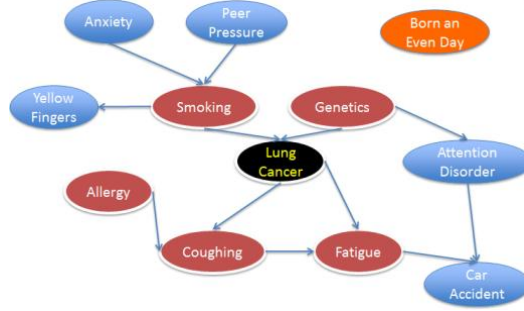 Anxiety
Peer
Pressure
Born an
Even Day
Yellow
Fingers
Smoking
Genetics
Lung
Cancer
Attention
Disorder
Allergy
Coughing
Fatigue
Car
Accident